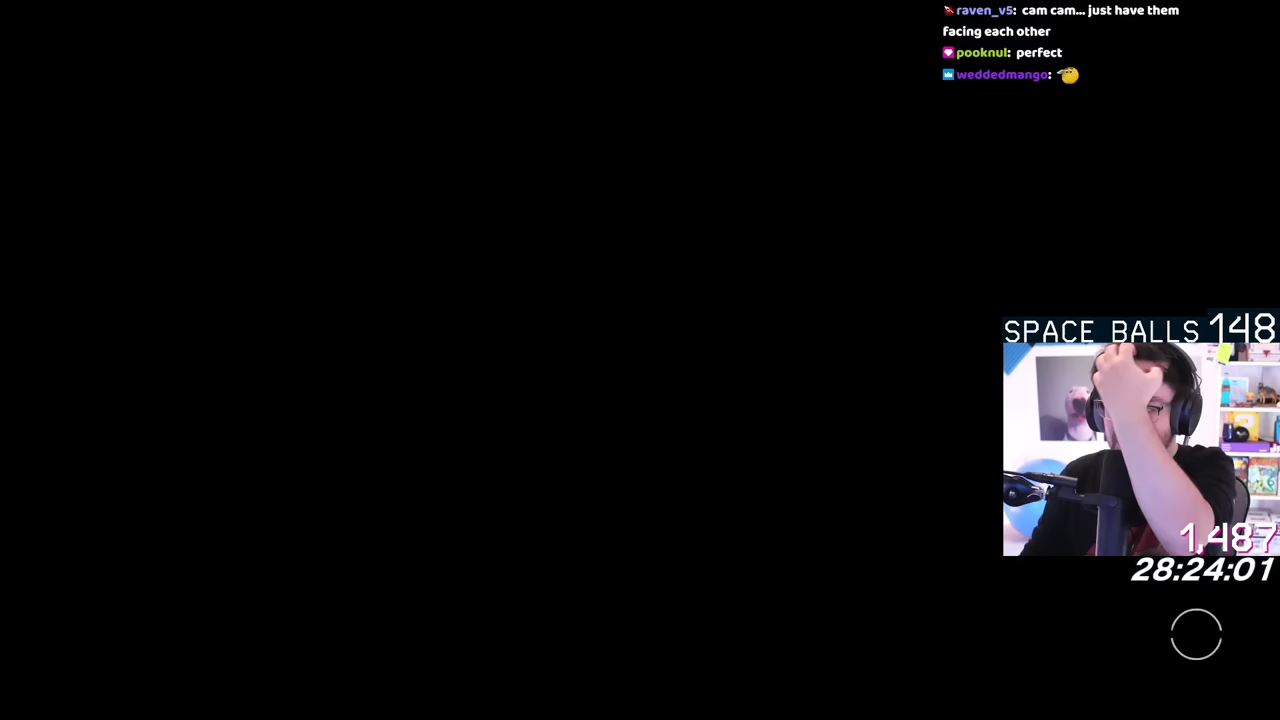 raven_v5: cam cam... just have them
facing each other
pooknul: perfect
weddedmango:
SPACE BALLS 148
1,487
28:24:01